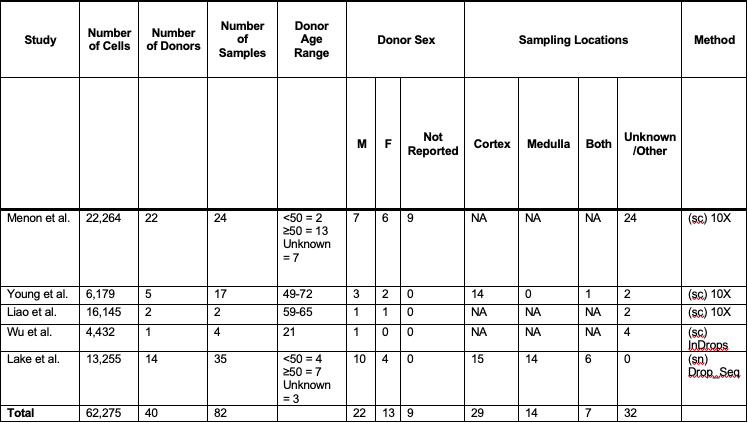 Study Number of Cells Number of Donors Number of Samples Donor Age Range Donor Sex Sampling Locations Method
M F Not Reported Cortex Medulla Both Unknown /Other
Menon et al. 22,264 22 24 <50 = 2 ≥50 = 13 Unknown = 7 7 6 9 NA NA NA 24 (sc) 10X
Young et al. 6,179 5 17 49-72 3 2 0 14 0 1 2 (sc) 10X
Liao et al. 16,145 2 2 59-65 1 1 0 NA NA NA 2 (sc) 10X
Wu et al. 4,432 1 4 21 1 0 0 NA NA NA 4 (sc) InDrops
Lake et al. 13,255 14 35 <50 = 4 ≥50 = 7 Unknown = 3 10 4 0 15 14 6 0 (sn) Drop_Seq
Total 62,275 40 82 22 13 9 29 14 7 32